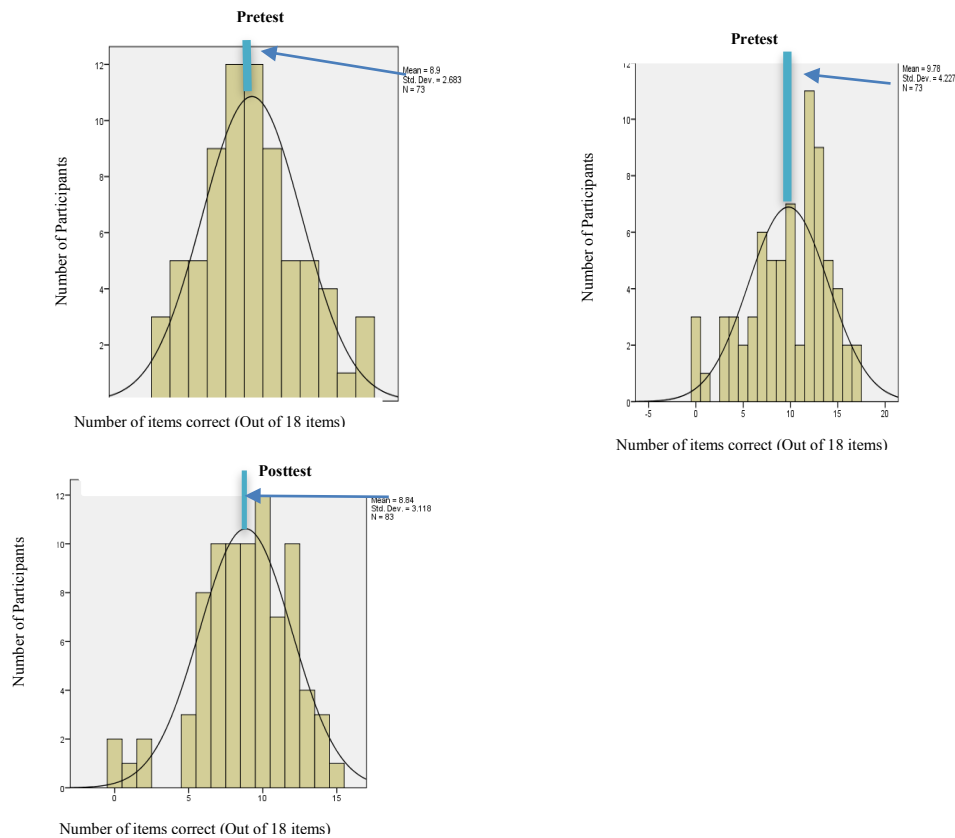 Pretest
Mean = 8.9
Std. Dev. = 2.683
N = 73
12
10
8
6
4
2
Number of Participants
Number of items correct (Out of 18 items)
Pretest
Mean = 9.78
Std. Dev. = 4.227
N = 73
12
10
8
6
4
2
0
Number of Participants
-5 0 5 10 15 20
Number of items correct (Out of 18 items)
Posttest
Mean = 8.84
Std. Dev. = 3.118
N = 83
12
10
8
6
4
2
0
Number of Participants
0 5 10 15
Number of items correct (Out of 18 items)